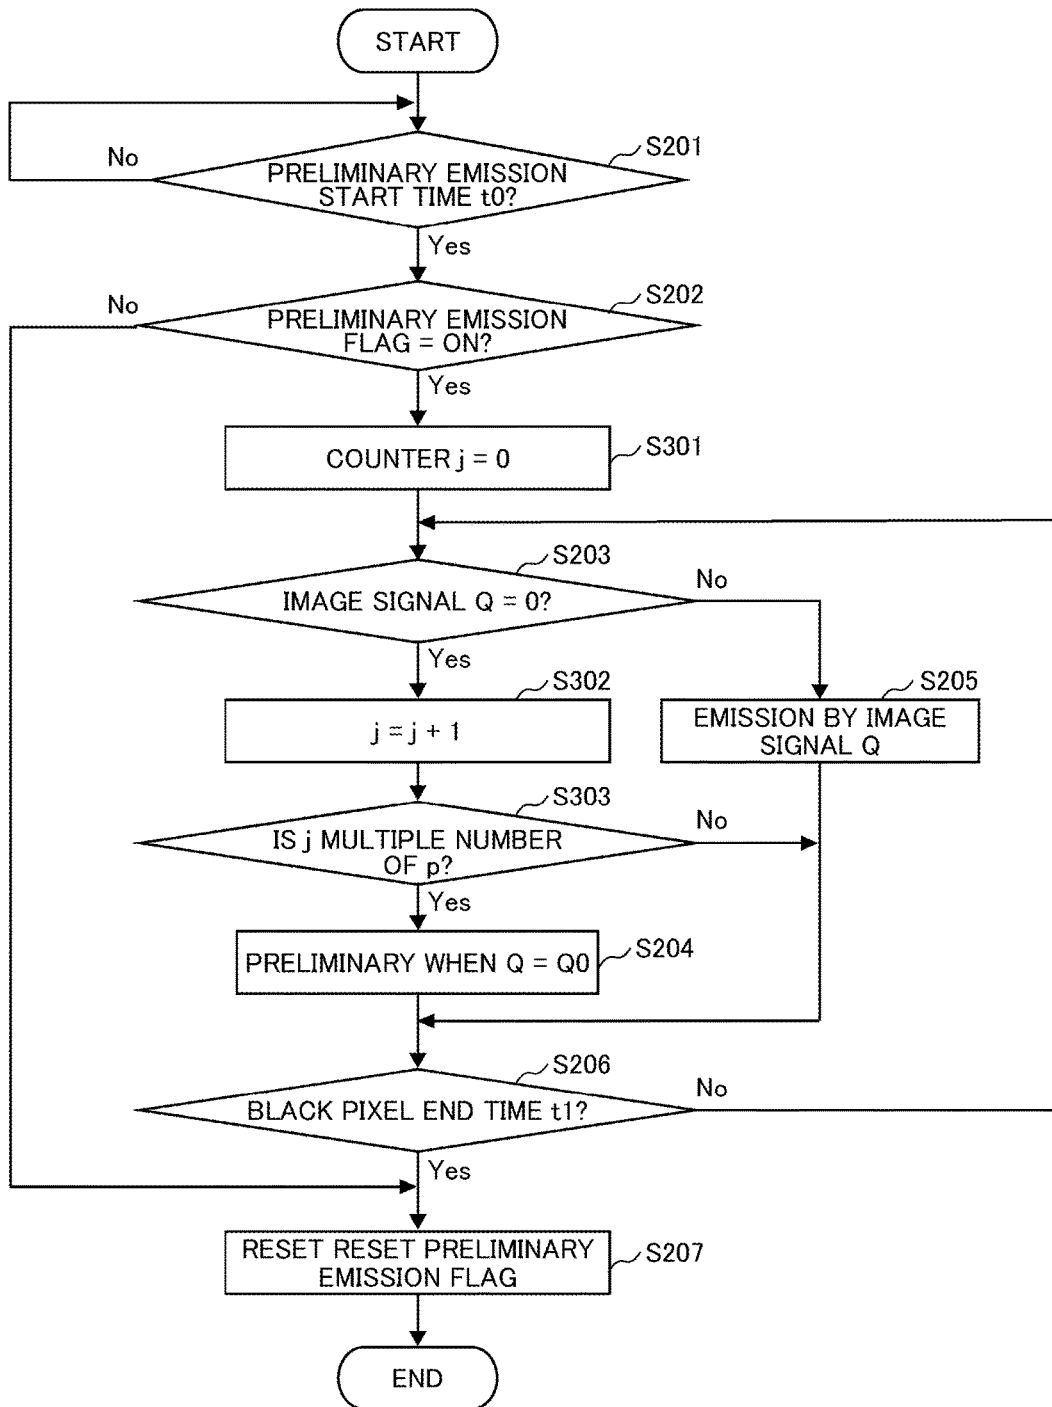 START
S201
No
PRELIMINARY EMISSION
START TIME t0?
Yes
S202
No
PRELIMINARY EMISSION
FLAG = ON?
Yes
COUNTER j = 0
S301
S203
No
IMAGE SIGNAL Q = 0?
Yes
S302
j = j + 1
S205
EMISSION BY IMAGE
SIGNAL Q
S303
No
IS j MULTIPLE NUMBER
OF p?
Yes
PRELIMINARY WHEN Q = Q0
S204
S206
No
BLACK PIXEL END TIME t1?
Yes
RESET RESET PRELIMINARY
EMISSION FLAG
S207
END